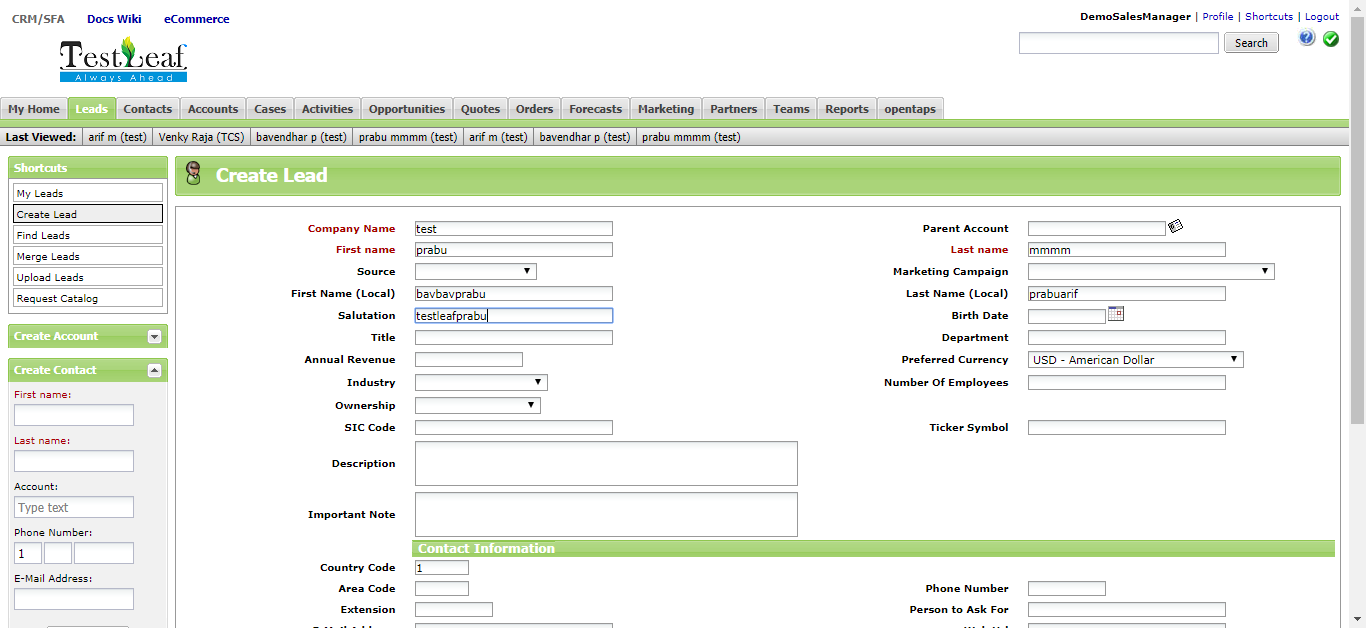 CRM/SFA Docs Wiki eCommerce
DemoSalesManager | Profile | Shortcuts | Logout
Search
TestLeaf
Always Ahead
My Home Leads Contacts Accounts Cases Activities Opportunities Quotes Orders Forecasts Marketing Partners Teams Reports opentaps
Last Viewed: arif m (test) Venky Raja (TCS) bavendhar p (test) prabu mmmm (test) arif m (test) bavendhar p (test) prabu mmmm (test)
Shortcuts
My Leads
Create Lead
Find Leads
Merge Leads
Upload Leads
Request Catalog
Create Account
Create Contact
First name:
Last name:
Account:
Type text
Phone Number:
1
E-Mail Address:
Create Lead
Company Name test Parent Account
First name prabu Last name mmmm
Source Marketing Campaign
First Name (Local) bavbavprabu Last Name (Local) prabuarif
Salutation testleafprabu Birth Date
Title Department
Annual Revenue Preferred Currency USD - American Dollar
Industry Number Of Employees
Ownership
SIC Code Ticker Symbol
Description
Important Note
Contact Information
Country Code 1
Area Code Phone Number
Extension Person to Ask For